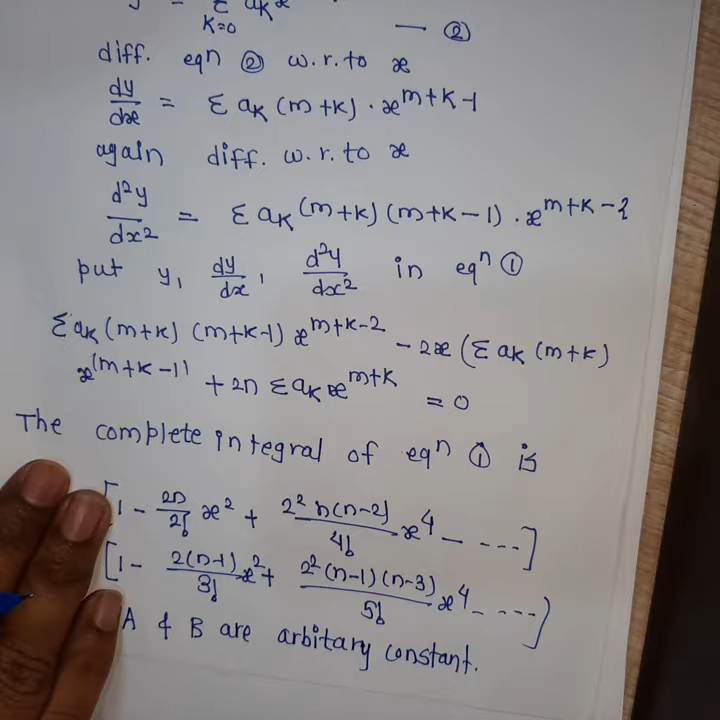 Σ aₖ x
K=0
— ②
diff. eqn ② w.r.to x
dy/dx = Σ aₖ (m+k) · x^(m+k-1)
again diff. w.r.to x
d²y/dx² = Σ aₖ (m+k) (m+k-1) · x^(m+k-2)
put y, dy/dx, d²y/dx² in eqⁿ ①
Σ aₖ (m+k) (m+k-1) x^(m+k-2) - 2x (Σ aₖ (m+k)
x^(m+k-1)) + 2n Σ aₖ x^(m+k) = 0
The complete integral of eqⁿ ① is
[1 - 2n/2! x² + 2² n(n-2)/4! x⁴ - ----]
[1 - 2(n-1)/3! x² + 2² (n-1)(n-3)/5! x⁴ - ----]
A & B are arbitary constant.